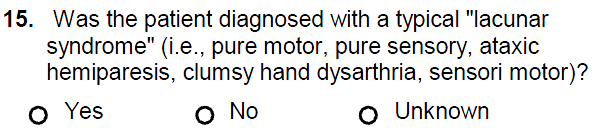 15. Was the patient diagnosed with a typical "lacunar
syndrome" (i.e., pure motor, pure sensory, ataxic
hemiparesis, clumsy hand dysarthria, sensori motor)?
Yes No Unknown